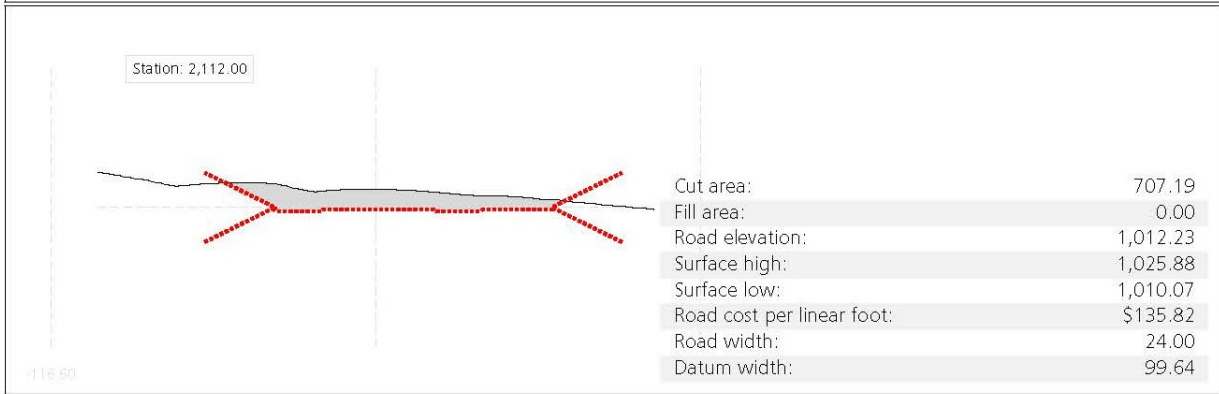 Station: 2,112.00
Cut area: 707.19
Fill area: 0.00
Road elevation: 1,012.23
Surface high: 1,025.88
Surface low: 1,010.07
Road cost per linear foot: $135.82
Road width: 24.00
Datum width: 99.64
-116.60